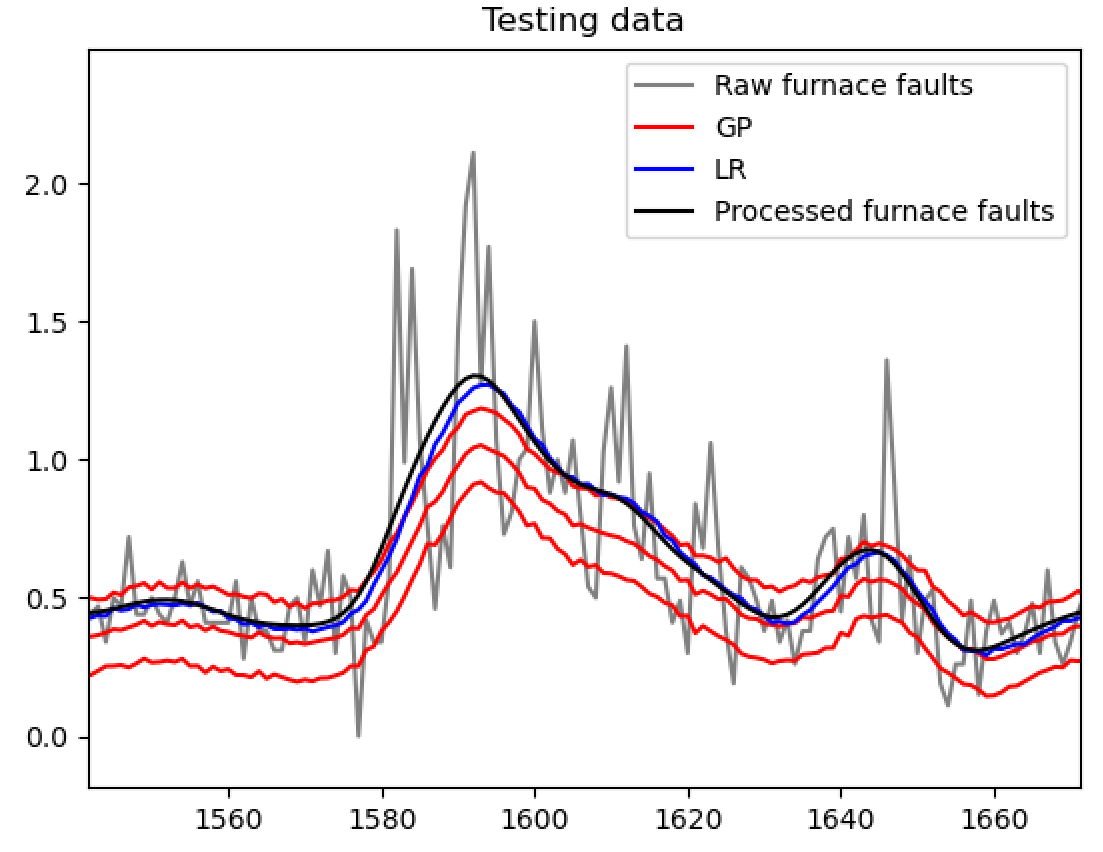 Testing data
Raw furnace faults
GP
LR
Processed furnace faults
2.0
1.5
1.0
0.5
0.0
1560 1580 1600 1620 1640 1660